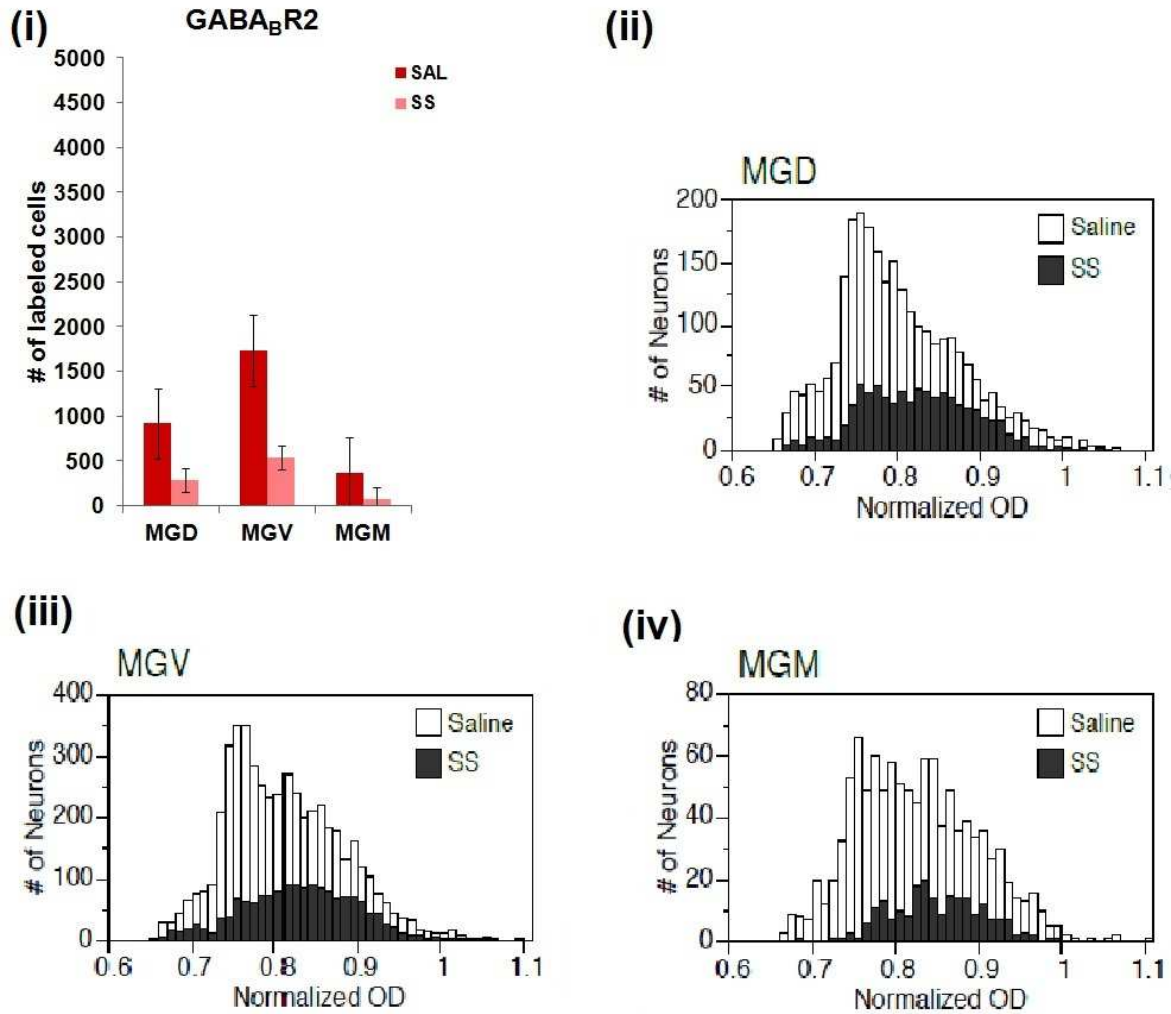 (i)
GABABR2
SAL
SS
5000
4500
4000
3500
3000
2500
2000
1500
1000
500
0
# of labeled cells
MGD MGV MGM
(ii)
MGD
200
150
100
50
0
# of Neurons
Saline
SS
0.6 0.7 0.8 0.9 1 1.1
Normalized OD
(iii)
MGV
400
300
200
100
0
# of Neurons
Saline
SS
0.6 0.7 0.8 0.9 1 1.1
Normalized OD
(iv)
MGM
80
60
40
20
0
# of Neurons
Saline
SS
0.6 0.7 0.8 0.9 1 1.1
Normalized OD